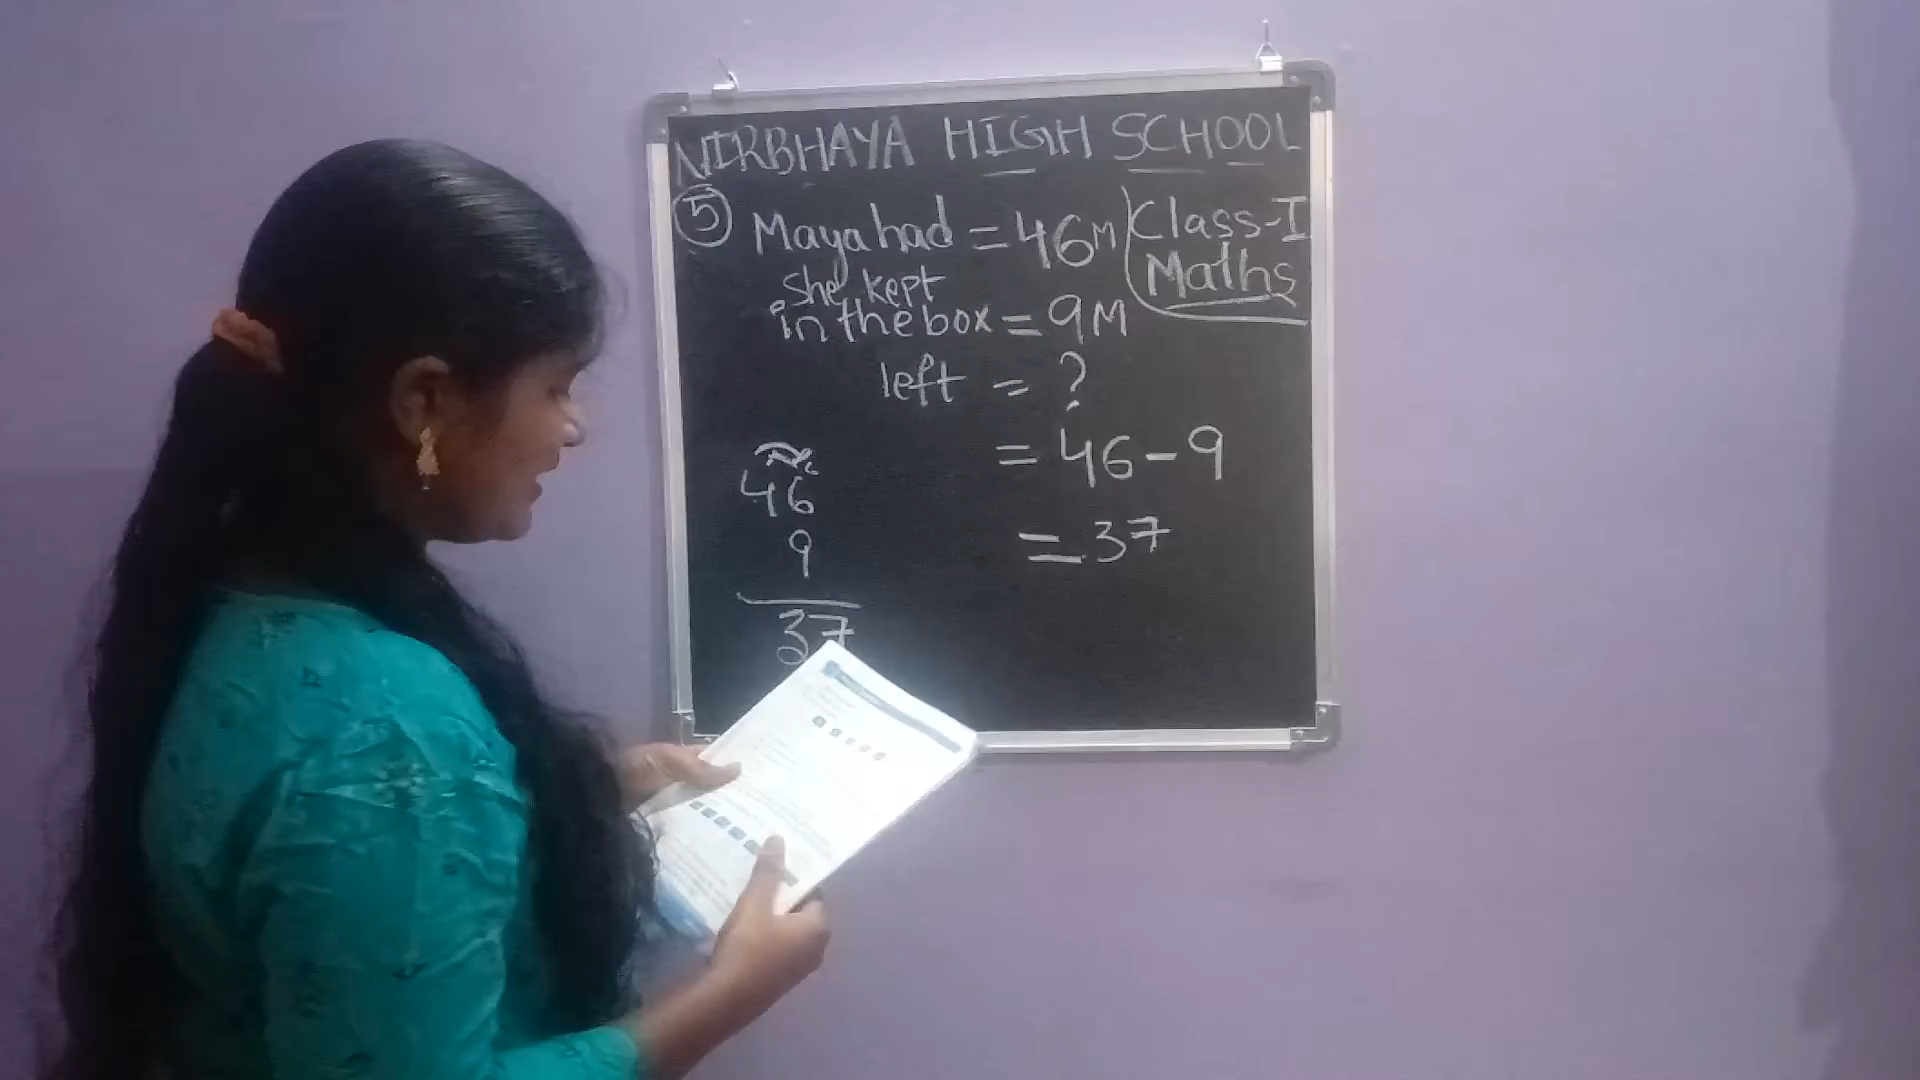 NIRBHAYA HIGH SCHOOL
Class-I
Maths
5 Maya had = 46M
she kept
in the box = 9M
left = ?
= 46 - 9
= 37
46
9
37